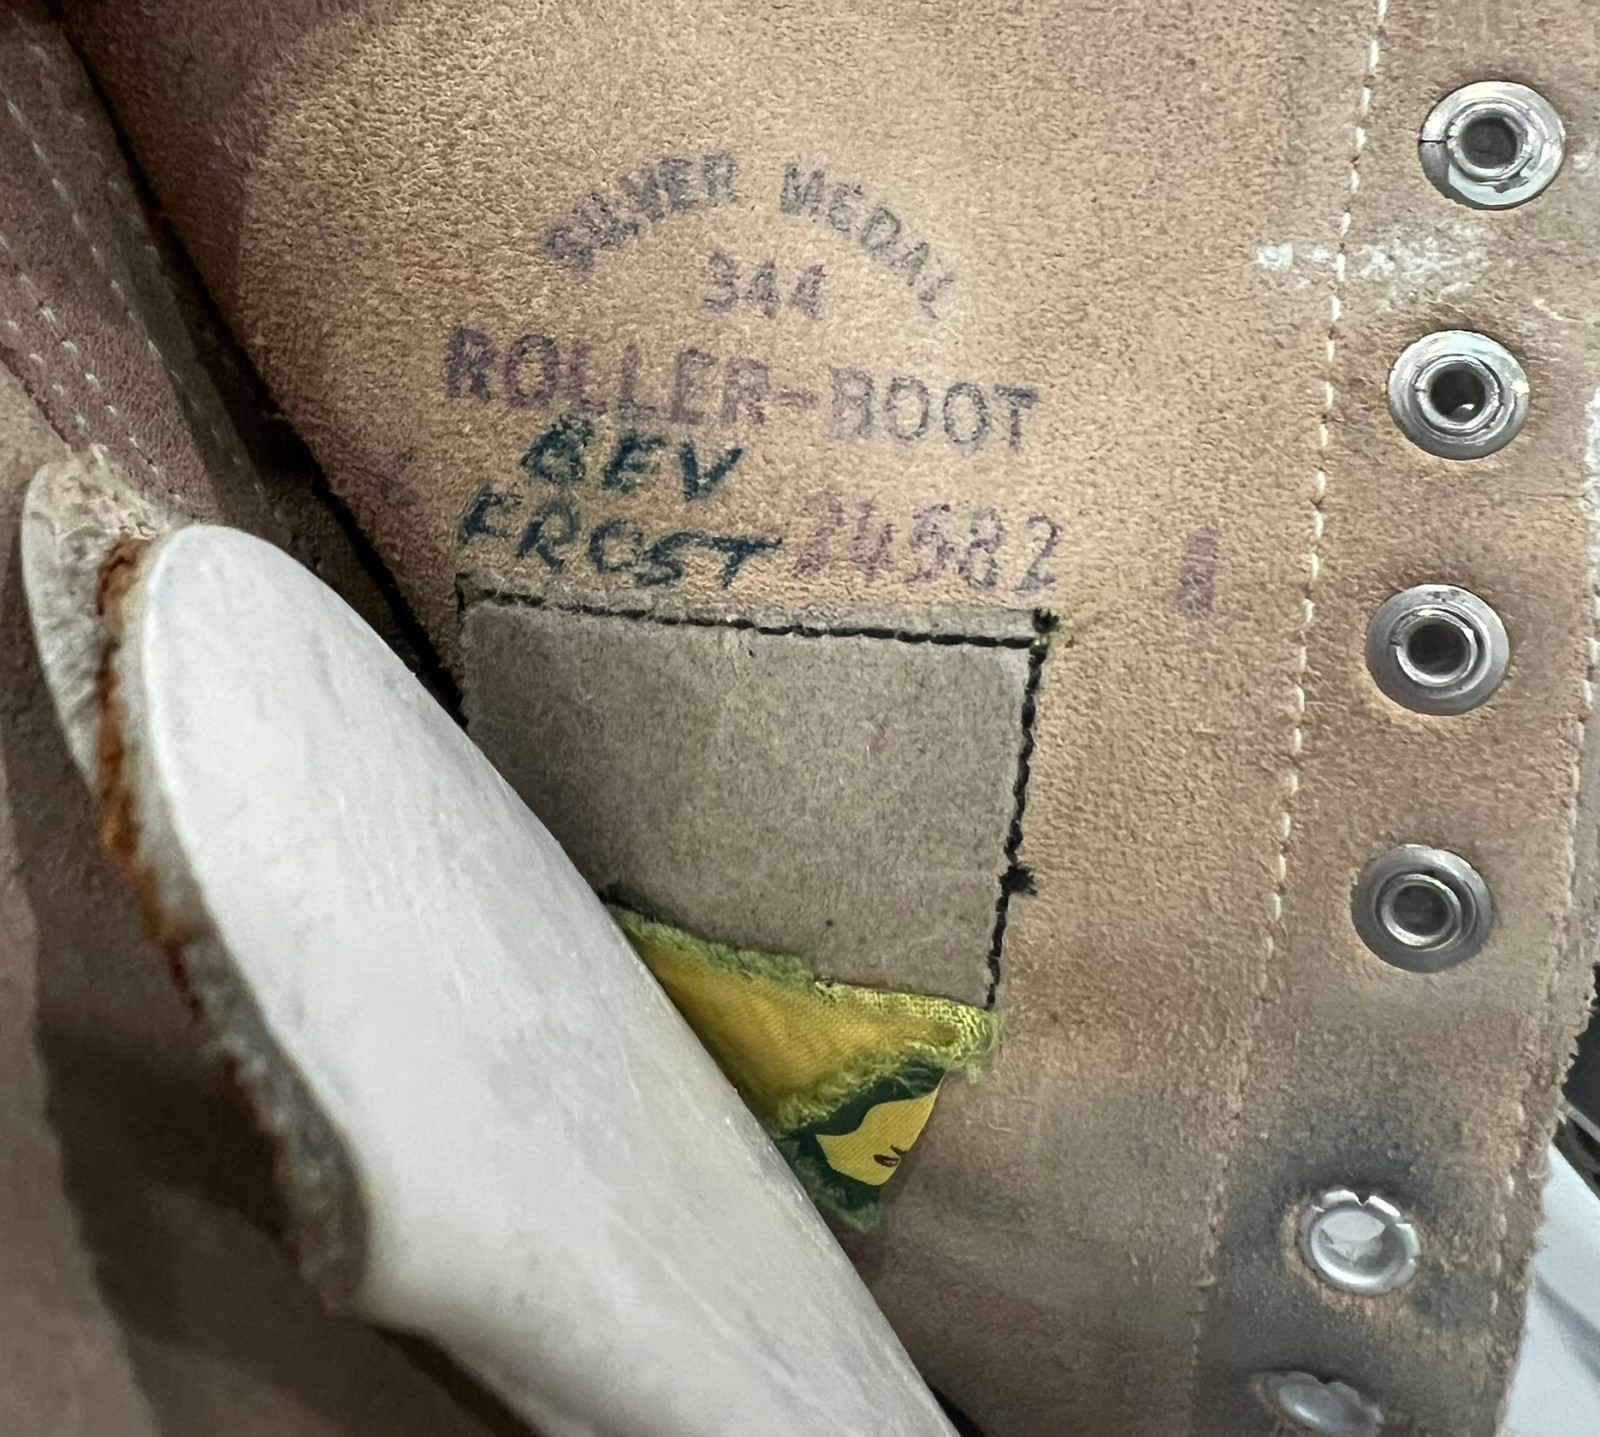 SILVER MEDAL
344
ROLLER-BOOT
BEV
FROST 24582